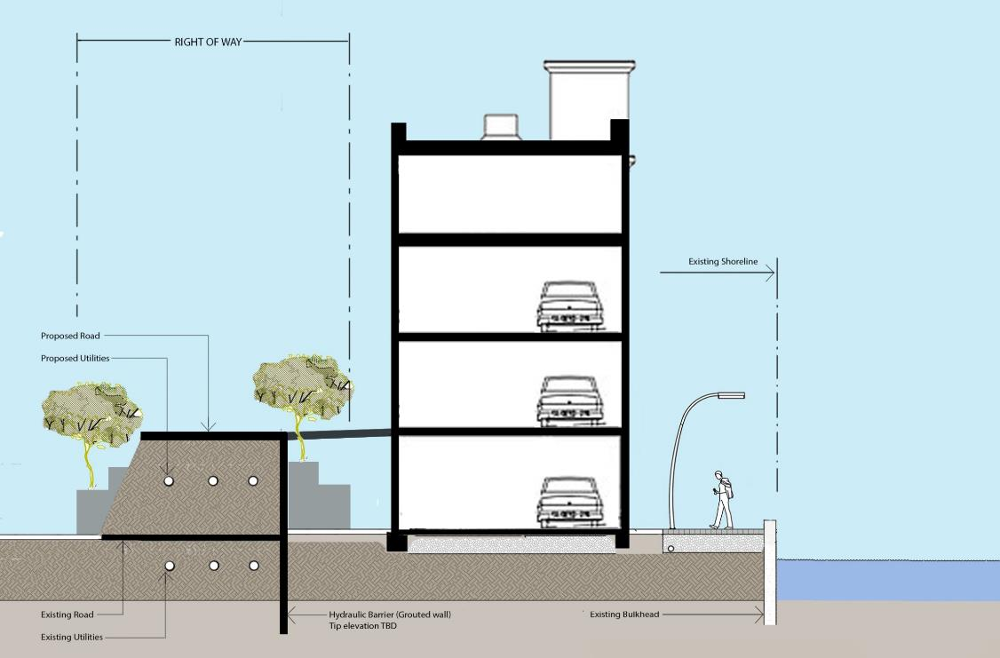 RIGHT OF WAY
Existing Shoreline
Proposed Road
Proposed Utilities
Existing Road
Existing Utilities
Hydraulic Barrier (Grouted wall)
Tip elevation TBD
Existing Bulkhead